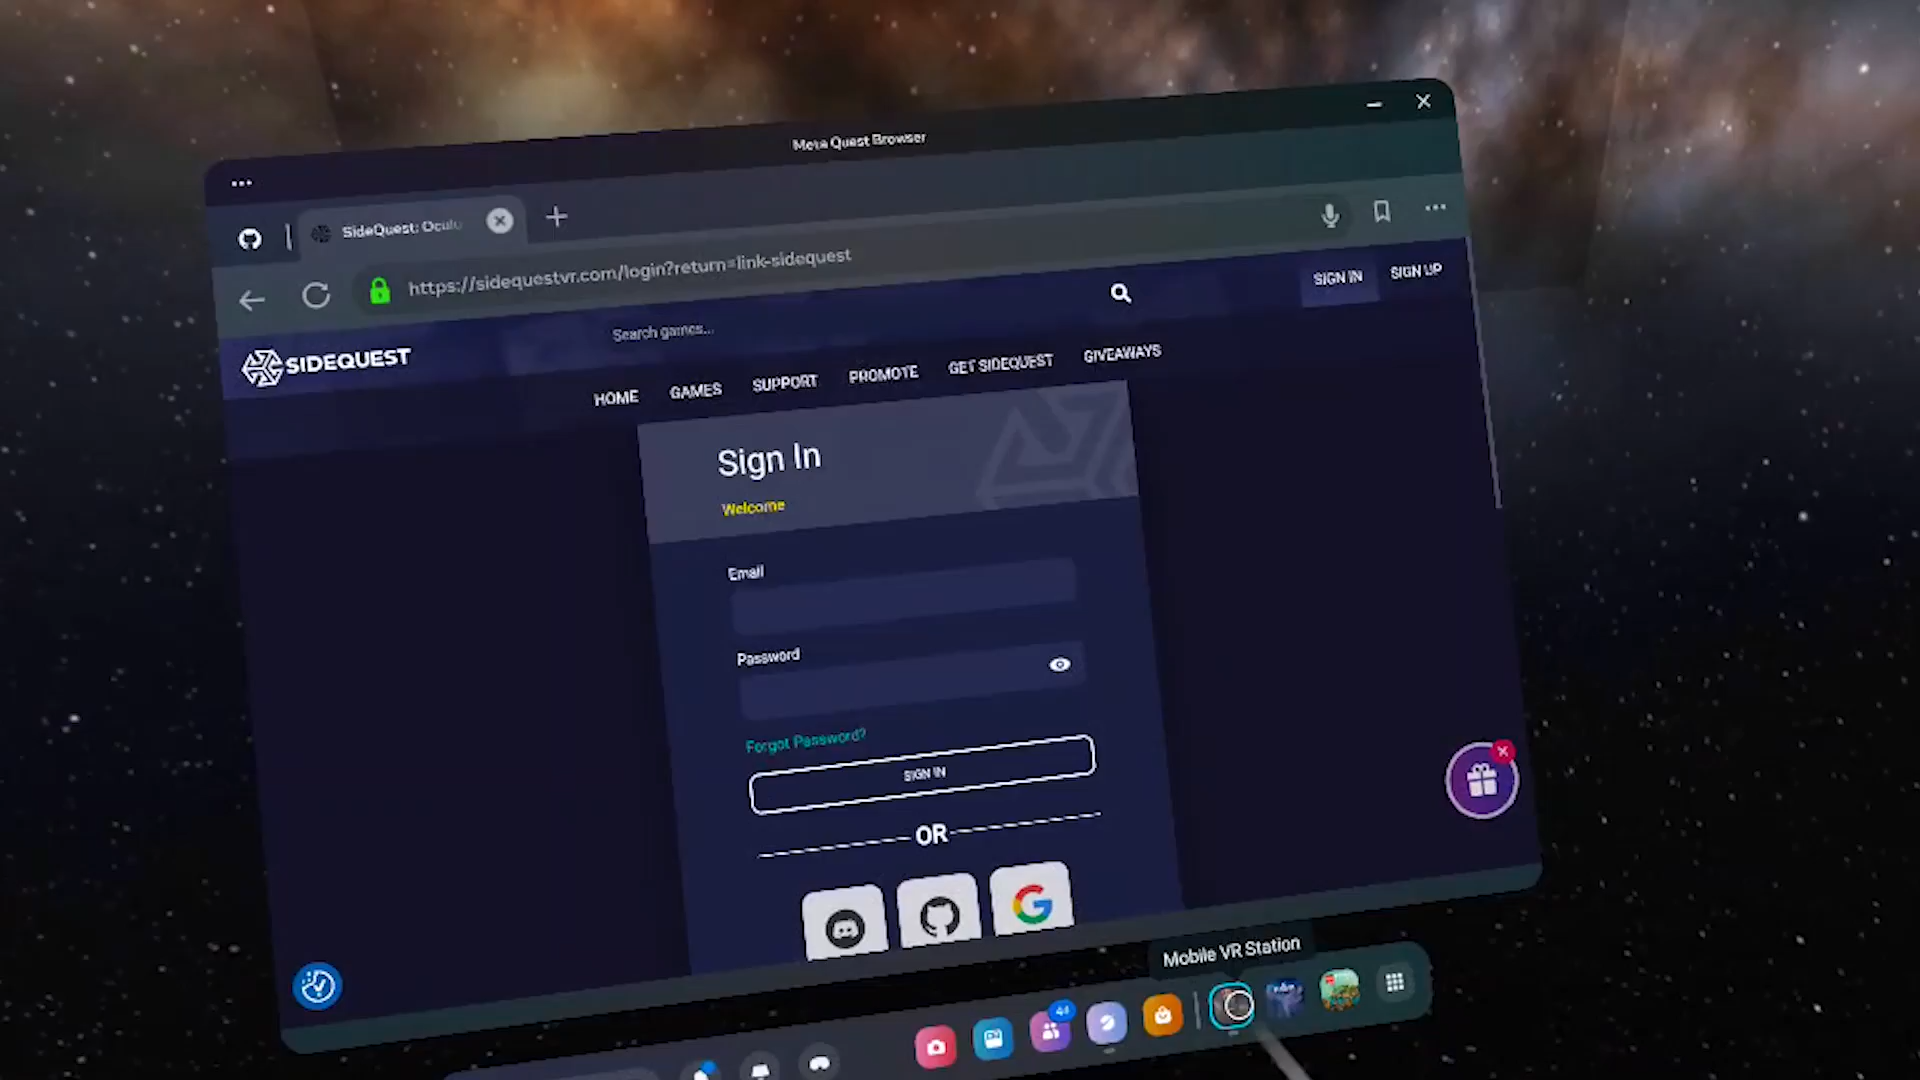 Meta Quest Browser
SideQuest: Ocul
https://sidequestvr.com/login?return=link-sidequest
SIDEQUEST
Search games...
SIGN IN
SIGN UP
HOME
GAMES
SUPPORT
PROMOTE
GET SIDEQUEST
GIVEAWAYS
Sign In
Welcome
Email
Password
Forgot Password?
SIGN IN
OR
Mobile VR Station